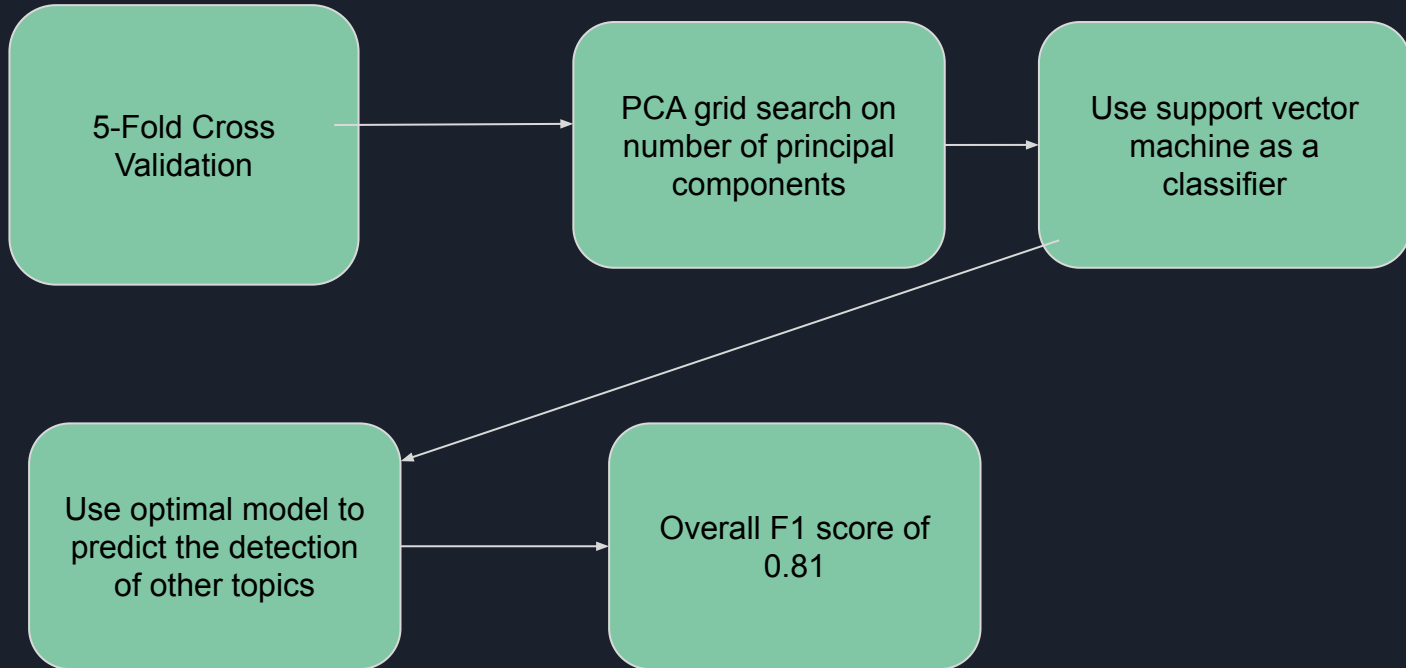 5-Fold Cross
Validation
PCA grid search on
number of principal
components
Use support vector
machine as a
classifier
Use optimal model to
predict the detection
of other topics
Overall F1 score of
0.81